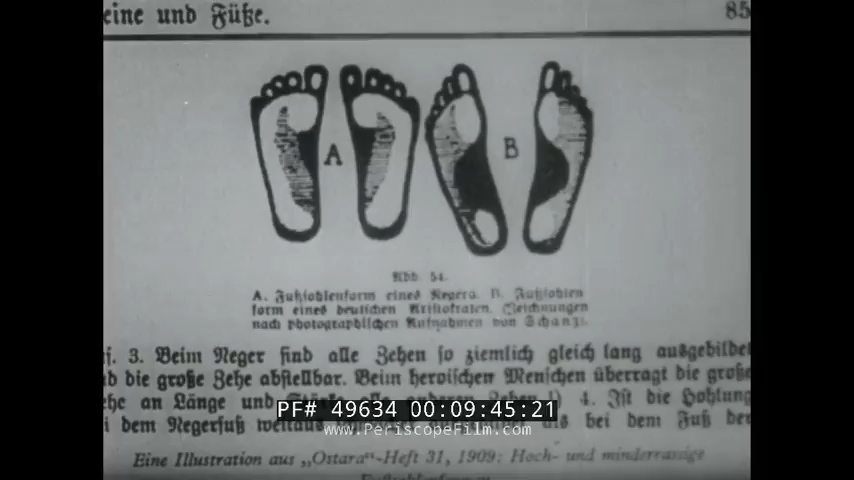 eine und Füße. 85
A B
Abb. 54.
A. Fußsohlenform eines Negers. B. Fußsohlen
form eines deutschen Aristokraten. (Zeichnungen
nach photographischen Aufnahmen von Schanz.
3. Beim Neger sind alle Zehen so ziemlich gleich lang ausgebildet
die große Zehe abstellbar. Beim heroischen Menschen überragt die große
an Länge und 4. Ist die Höhlung
dem Negerfuß als bei dem Fuß der
PF# 49634 00:09:45:21
www.PeriscopeFilm.com
Eine Illustration aus „Ostara"-Heft 31, 1909: Hoch- und minderrassige